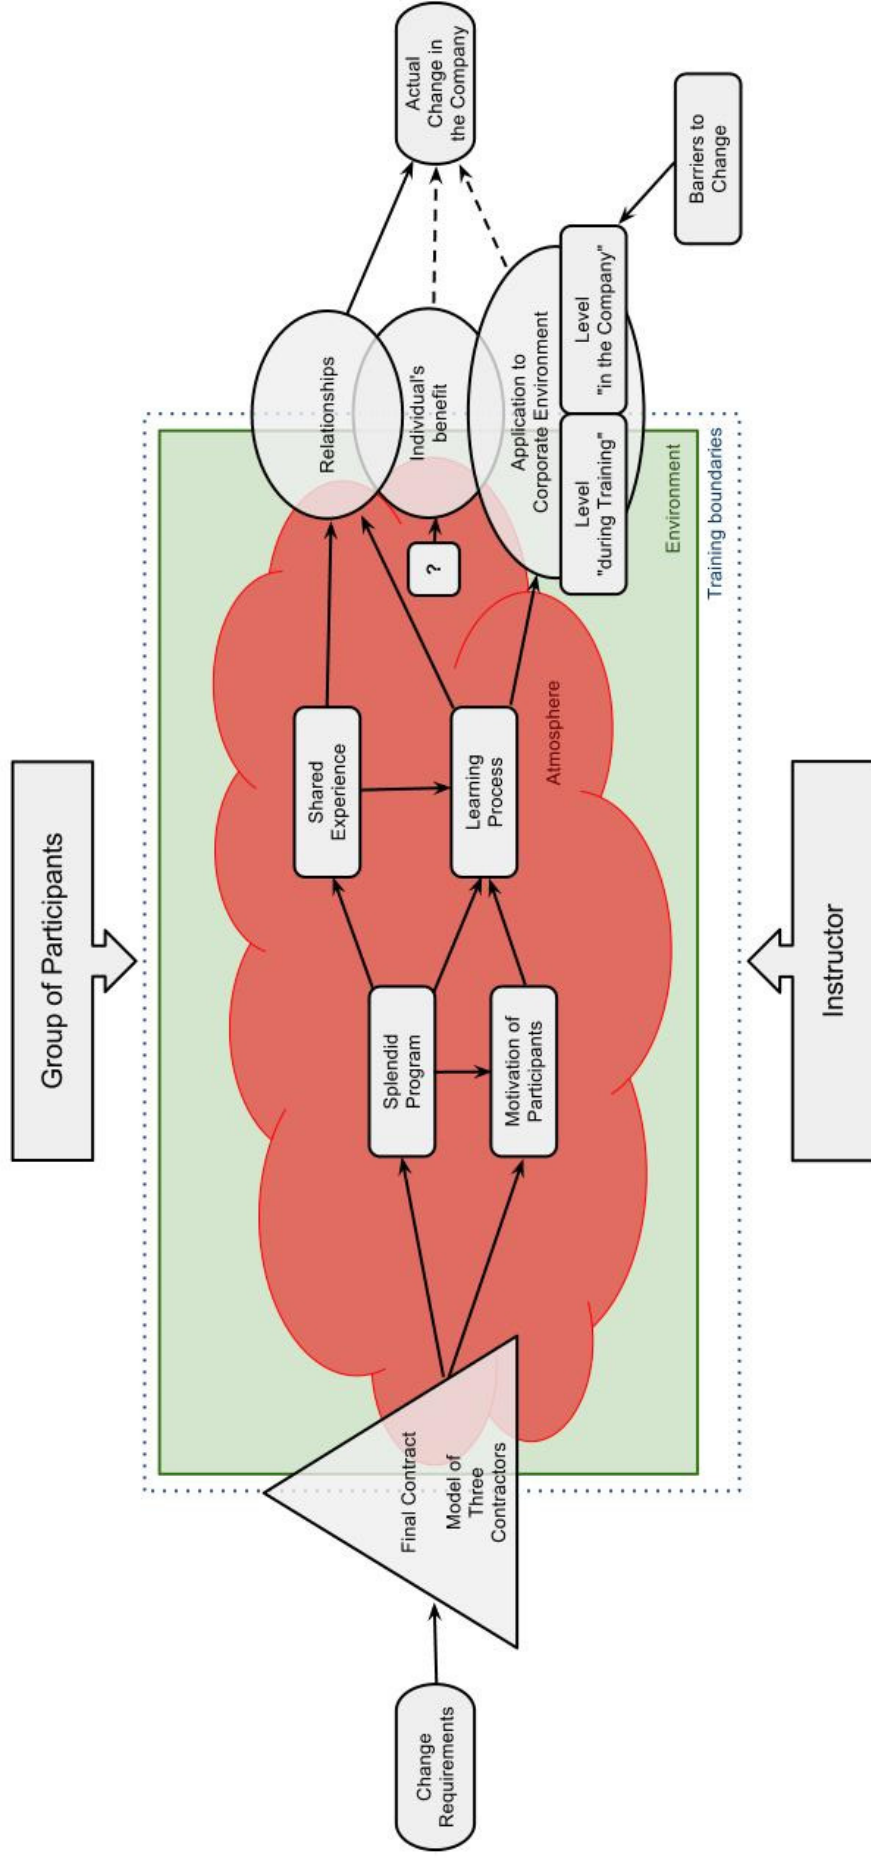 Group of Participants
Change
Requirements
Final Contract
Model of
Three
Contractors
Splendid
Program
Motivation of
Participants
Shared
Experience
Learning
Process
Atmosphere
?
Relationships
Individual's
benefit
Application to
Corporate Environment
Level
"during Training"
Level
"in the Company"
Environment
Training boundaries
Actual
Change in
the Company
Barriers to
Change
Instructor